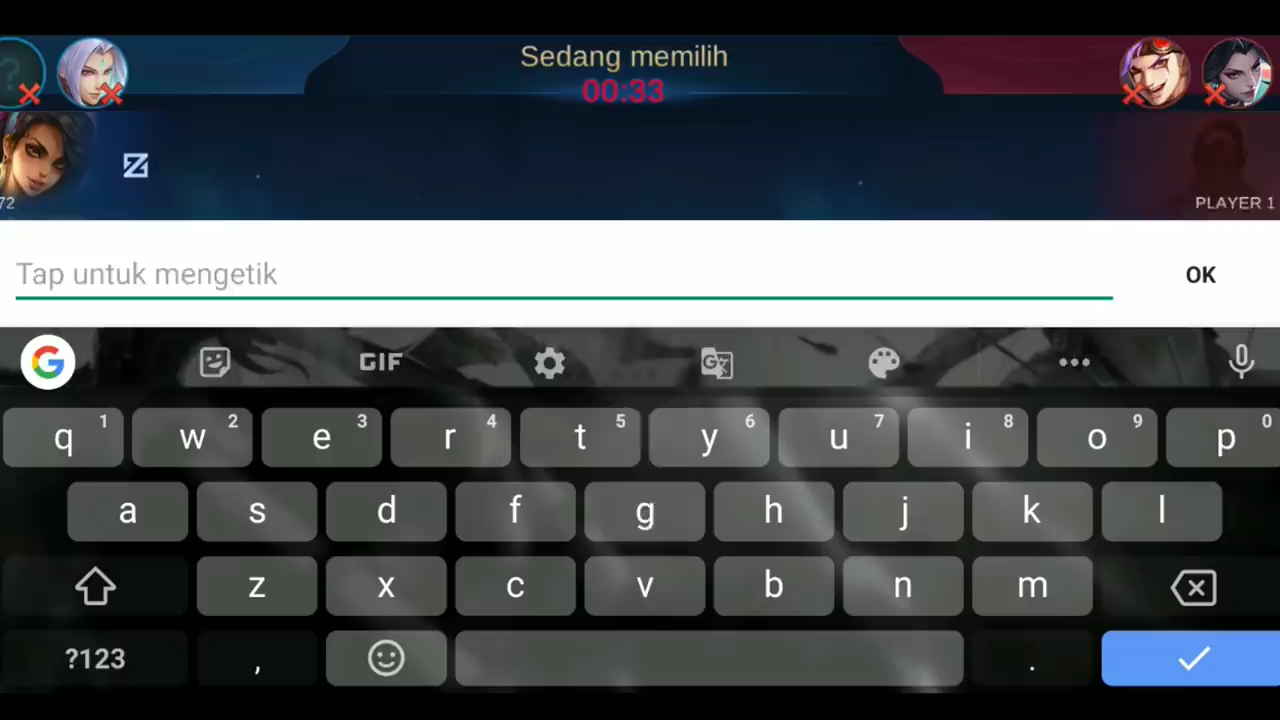 Sedang memilih
00:33
72
PLAYER 1
Tap untuk mengetik
OK
G GIF G
q 1 w 2 e 3 r 4 t 5 y 6 u 7 i 8 o 9 p 0
a s d f g h j k l
z x c v b n m
?123 , .